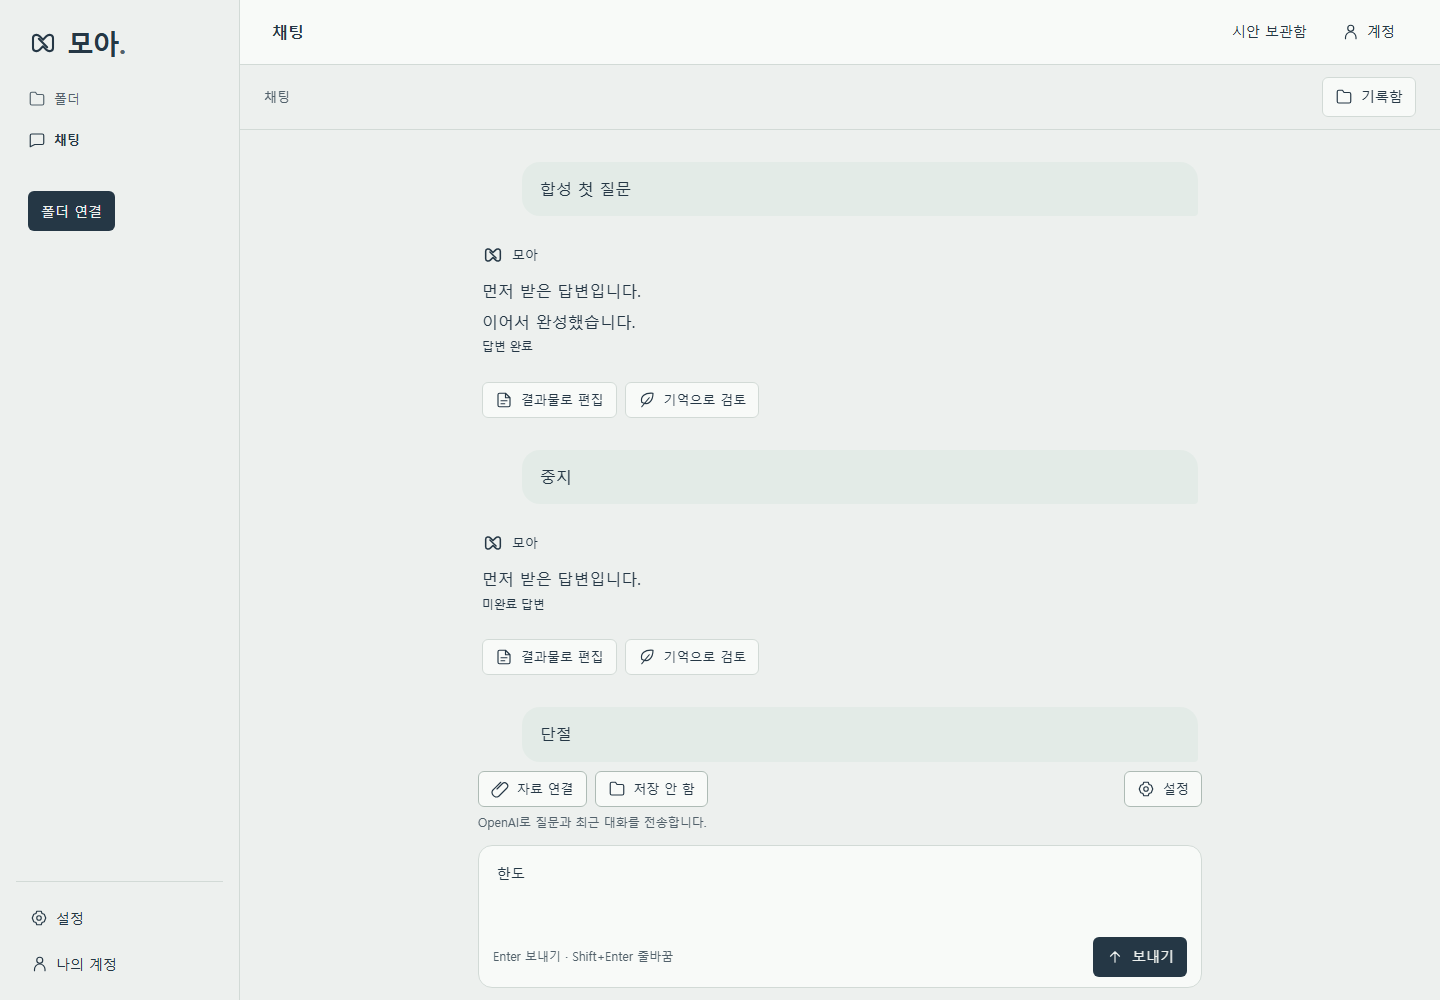 모아.
폴더
채팅
폴더 연결
설정
나의 계정
채팅
시안 보관함
계정
채팅
기록함
합성 첫 질문
모아
먼저 받은 답변입니다.
이어서 완성했습니다.
답변 완료
결과물로 편집
기억으로 검토
중지
모아
먼저 받은 답변입니다.
미완료 답변
결과물로 편집
기억으로 검토
단절
자료 연결
저장 안 함
설정
OpenAI로 질문과 최근 대화를 전송합니다.
한도
Enter 보내기 · Shift+Enter 줄바꿈
보내기